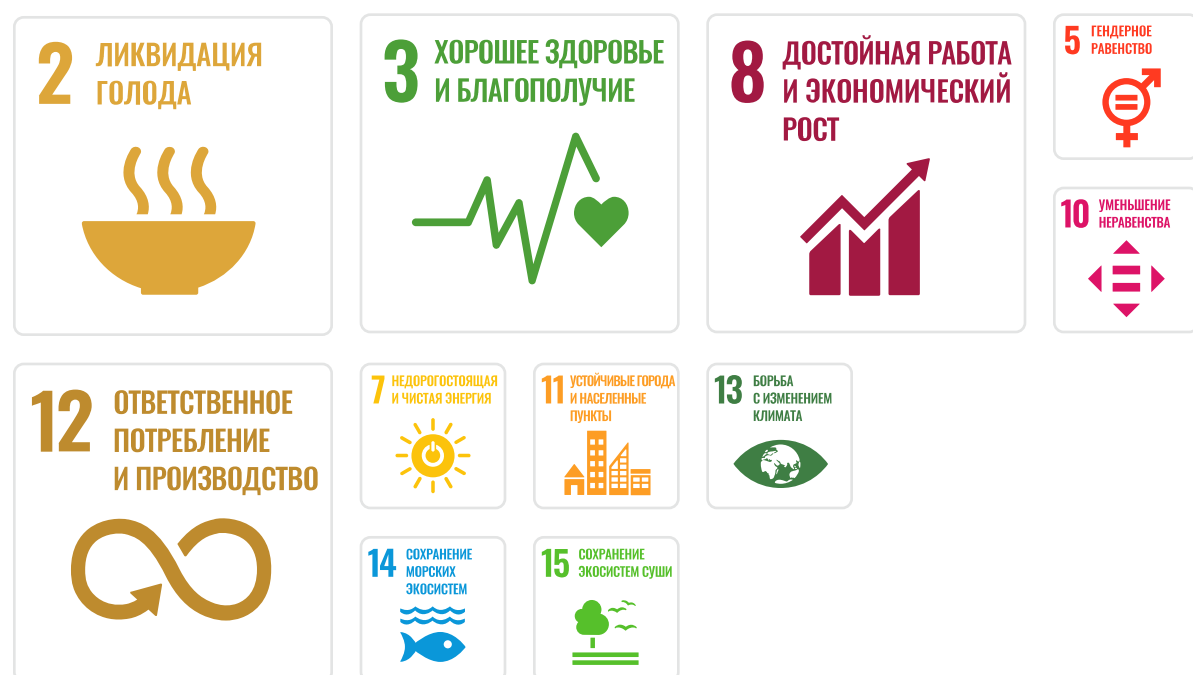 2
ЛИКВИДАЦИЯ
ГОЛОДА
3
ХОРОШЕЕ ЗДОРОВЬЕ
И БЛАГОПОЛУЧИЕ
8
ДОСТОЙНАЯ РАБОТА
И ЭКОНОМИЧЕСКИЙ
РОСТ
5
ГЕНДЕРНОЕ
РАВЕНСТВО
10
УМЕНЬШЕНИЕ
НЕРАВЕНСТВА
12
ОТВЕТСТВЕННОЕ
ПОТРЕБЛЕНИЕ
И ПРОИЗВОДСТВО
7
НЕДОРОГОСТОЯЩАЯ
И ЧИСТАЯ ЭНЕРГИЯ
11
УСТОЙЧИВЫЕ ГОРОДА
И НАСЕЛЕННЫЕ
ПУНКТЫ
13
БОРЬБА
С ИЗМЕНЕНИЕМ
КЛИМАТА
14
СОХРАНЕНИЕ
МОРСКИХ
ЭКОСИСТЕМ
15
СОХРАНЕНИЕ
ЭКОСИСТЕМ СУШИ